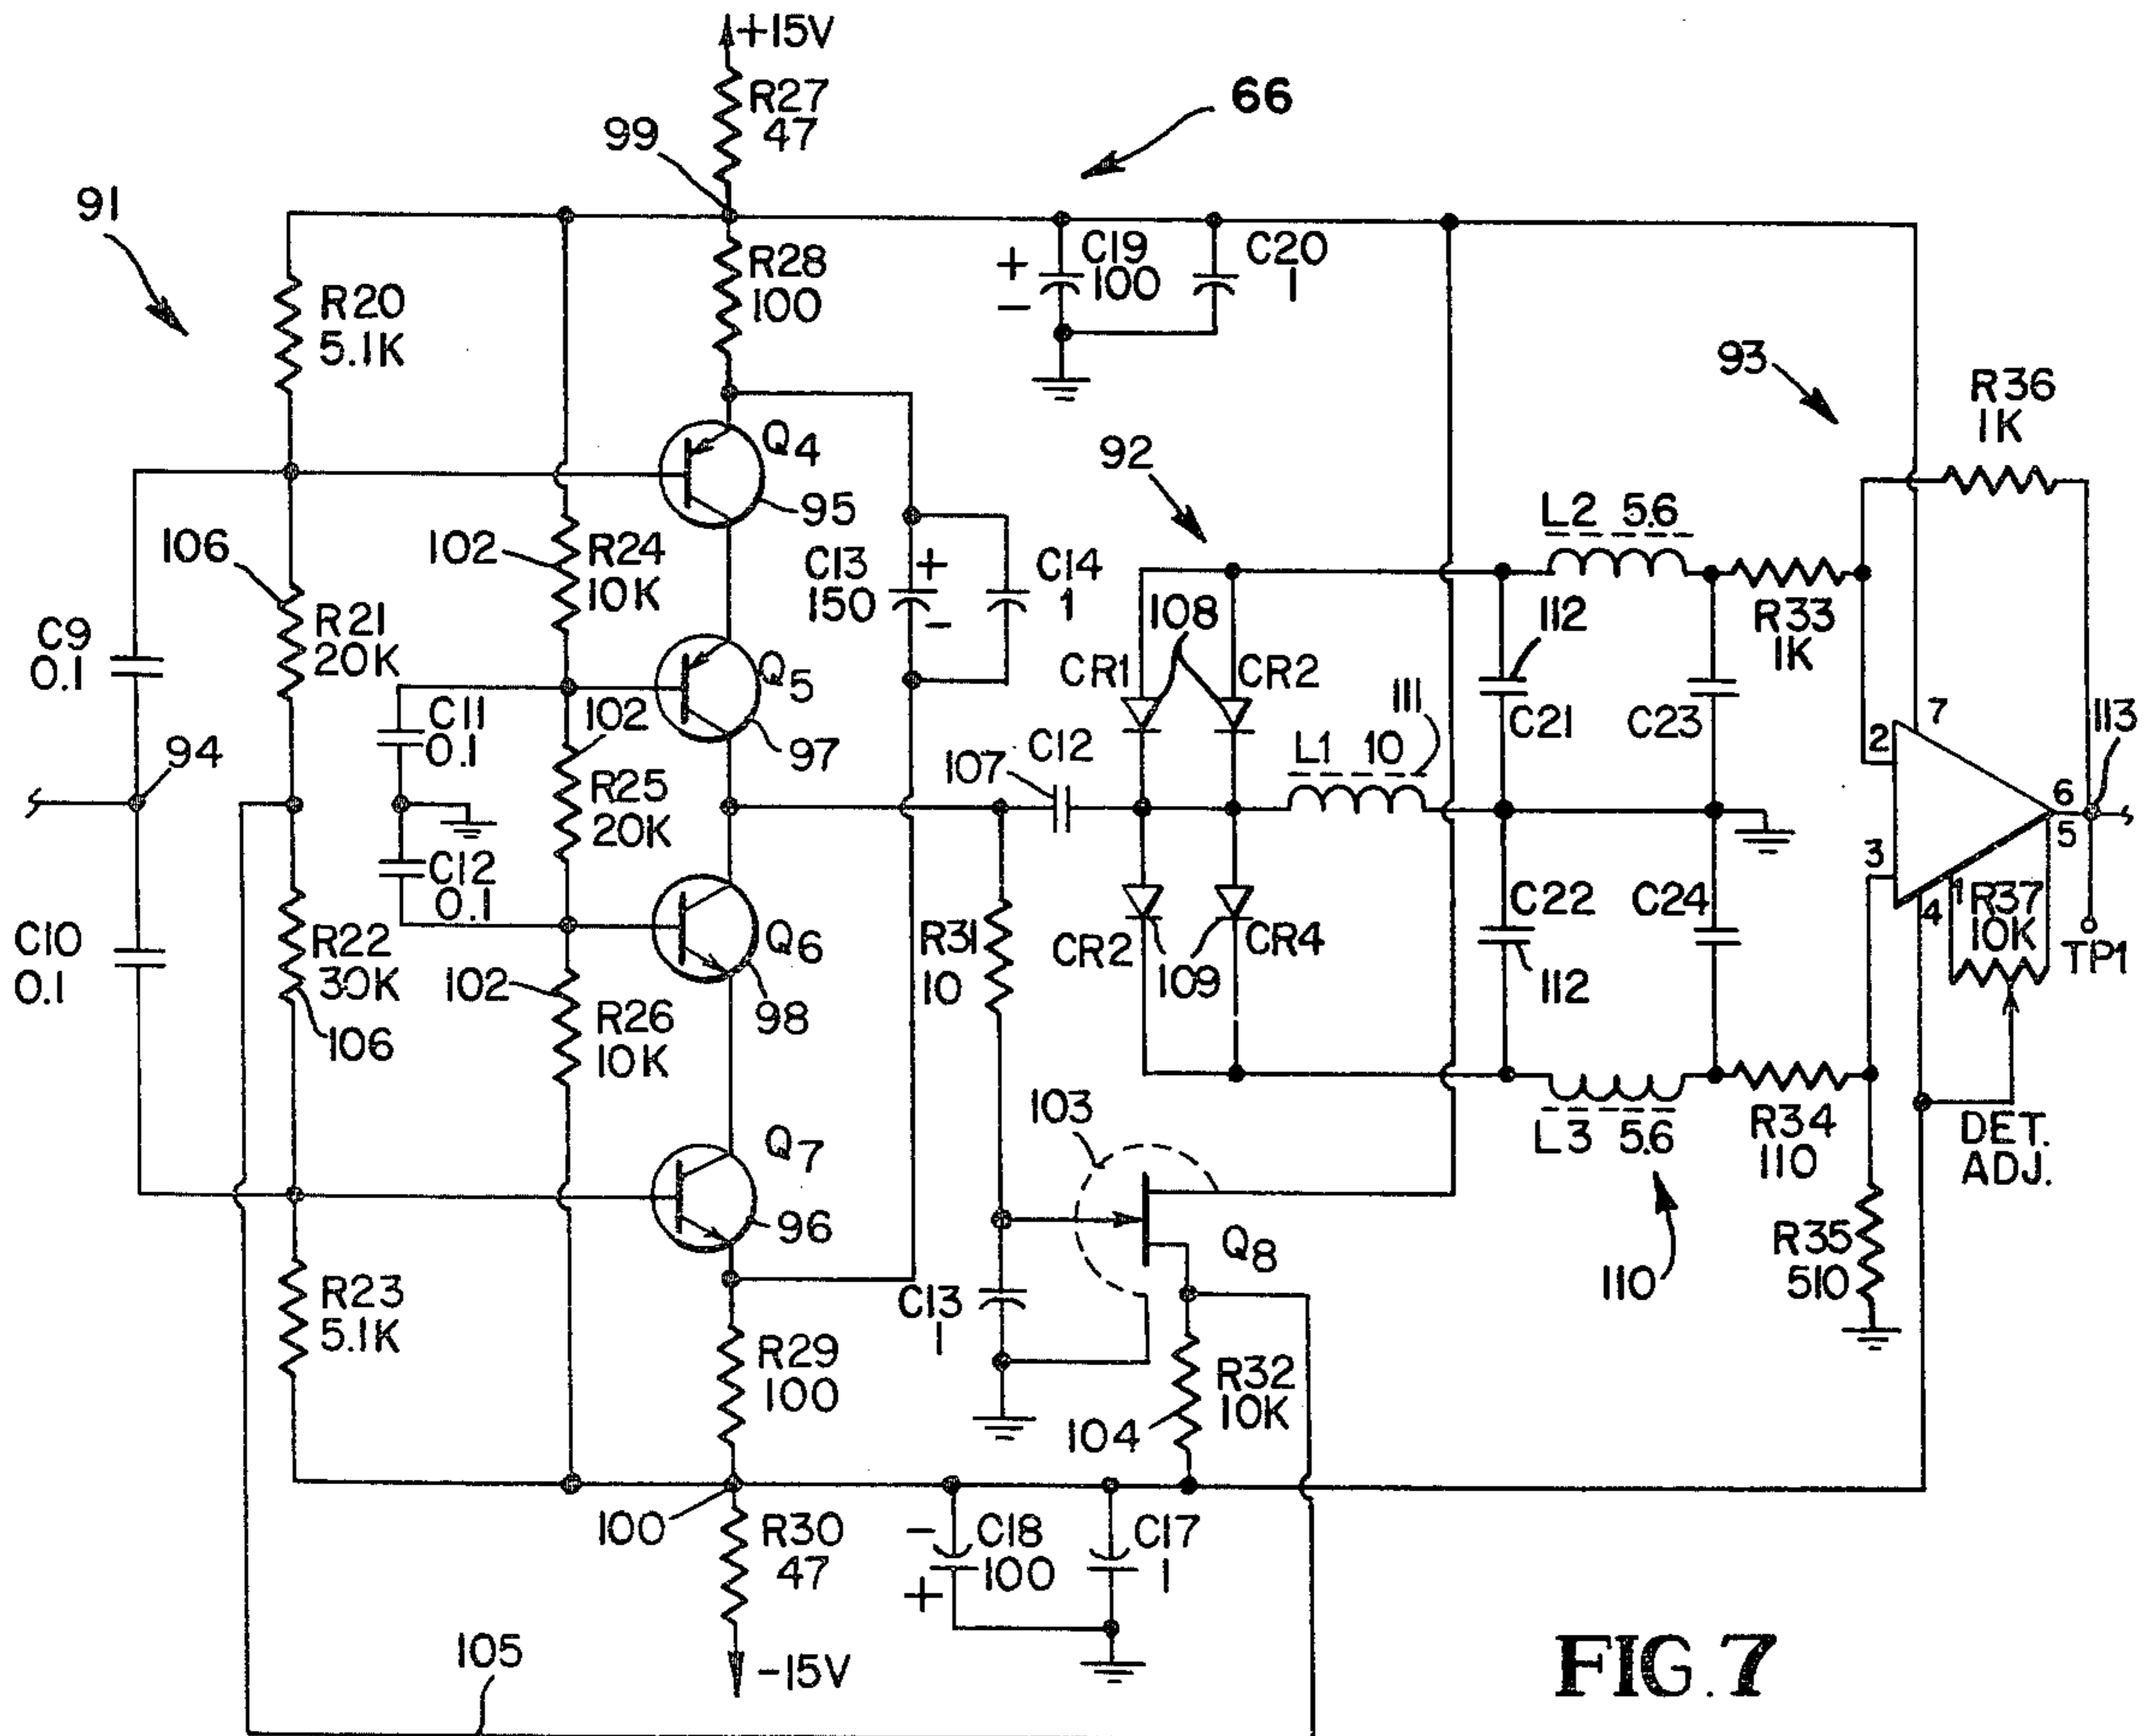 +15V
R27
47
66
99
91
R28
100
C19
100
+
-
C20
1
R20
5.1K
93
R36
1K
Q4
95
92
L2 5.6
106
102
R24
10K
C13
150
+
-
C14
1
108
112
R33
1K
R21
20K
C9
0.1
Q5
97
CR1
CR2
C21
C23
111
7
2
113
C11
0.1
102
94
C12
107
L1 10
R25
20K
6
5
3
C12
0.1
C22
C24
4
1
R37
10K
TP1
C10
0.1
R22
30K
106
102
Q6
98
R31
10
CR2
109
CR4
112
R26
10K
103
L3 5.6
R34
110
DET.
ADJ.
Q7
96
Q8
R35
510
110
R23
5.1K
C13
1
R29
100
R32
10K
104
100
R30
47
-
C18
100
+
C17
1
-15V
105
FIG.7